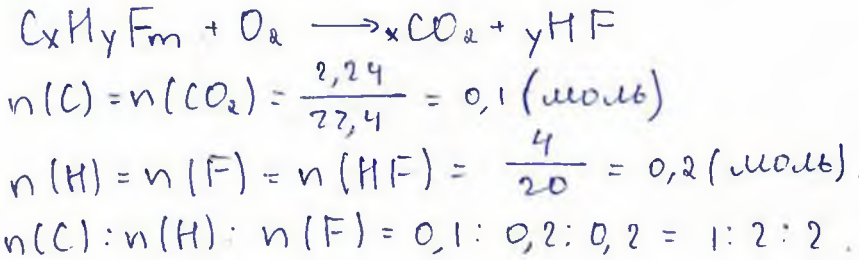 CxHyFm + O₂ → xCO₂ + yHF
n(C) = n(CO₂) = 2,24 / 22,4 = 0,1 (моль)
n(H) = n(F) = n(HF) = 4 / 20 = 0,2 (моль).
n(C) : n(H) : n(F) = 0,1 : 0,2 : 0,2 = 1 : 2 : 2.